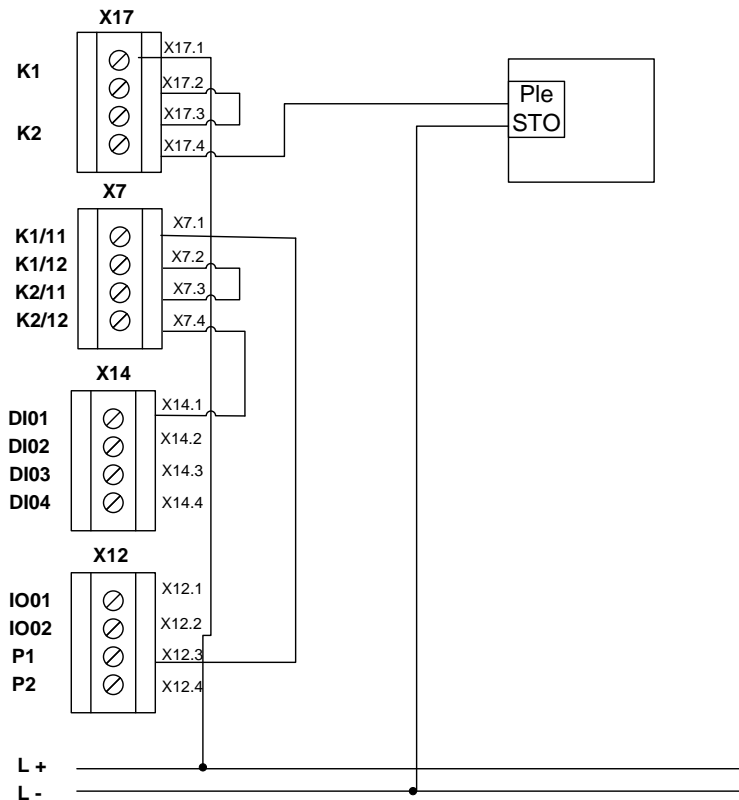 X17
K1
K2
X17.1
X17.2
X17.3
X17.4
Ple
STO
X7
K1/11
K1/12
K2/11
K2/12
X7.1
X7.2
X7.3
X7.4
X14
DI01
DI02
DI03
DI04
X14.1
X14.2
X14.3
X14.4
X12
IO01
IO02
P1
P2
X12.1
X12.2
X12.3
X12.4
L +
L -